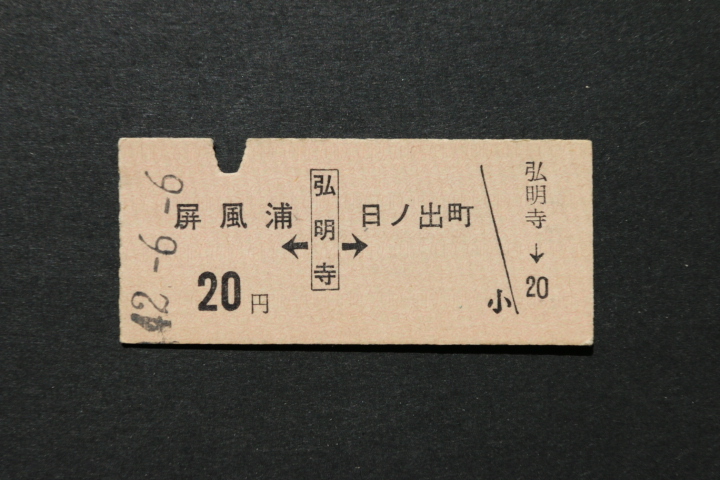 42.-6.-6
屏風浦
←
弘明寺
→
日ノ出町
20円
小
弘明寺
↓
20